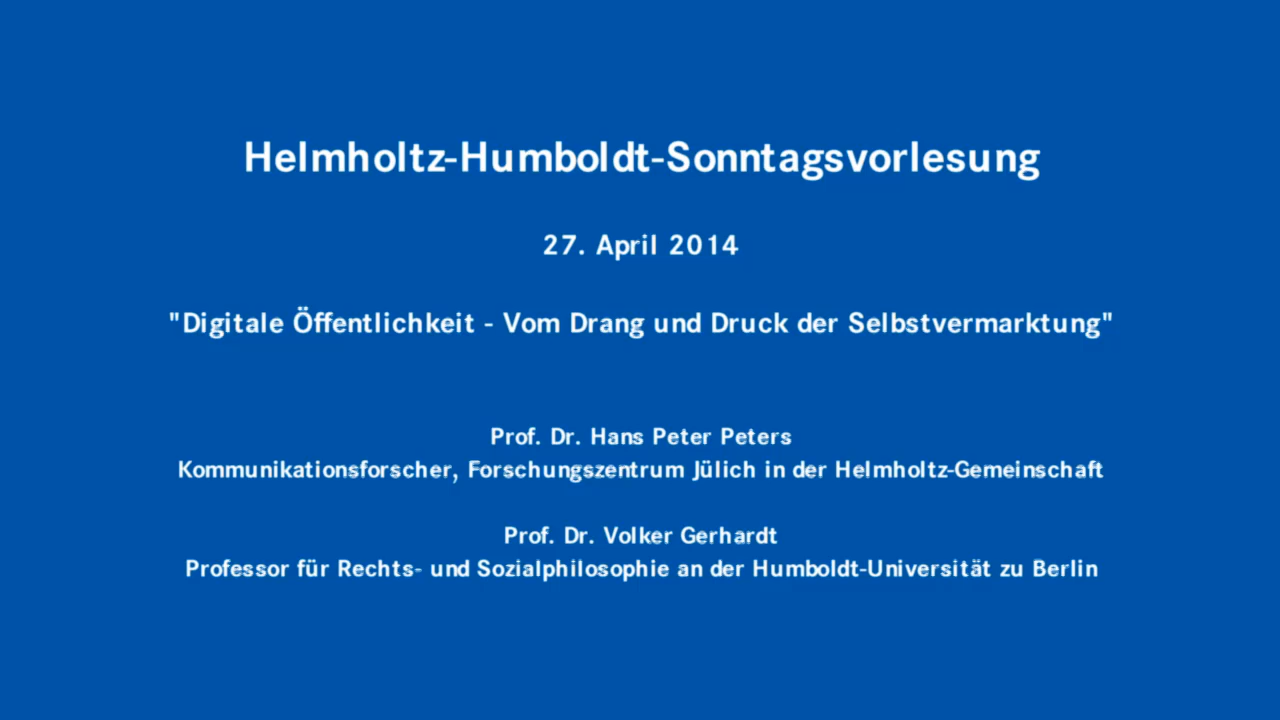 Helmholtz-Humboldt-Sonntagsvorlesung
27. April 2014
"Digitale Öffentlichkeit - Vom Drang und Druck der Selbstvermarktung"
Prof. Dr. Hans Peter Peters
Kommunikationsforscher, Forschungszentrum Jülich in der Helmholtz-Gemeinschaft
Prof. Dr. Volker Gerhardt
Professor für Rechts- und Sozialphilosophie an der Humboldt-Universität zu Berlin